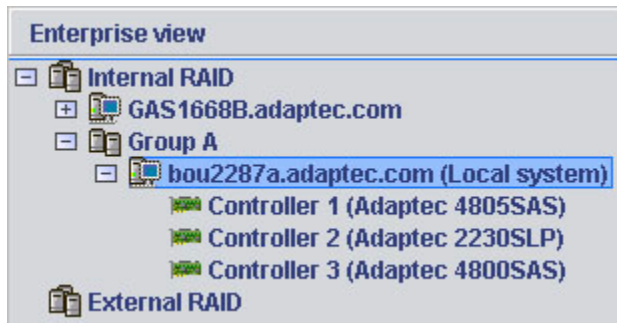 Enterprise view
Internal RAID
GAS1668B.adaptec.com
Group A
bou2287a.adaptec.com (Local system)
Controller 1 (Adaptec 4805SAS)
Controller 2 (Adaptec 2230SLP)
Controller 3 (Adaptec 4800SAS)
External RAID